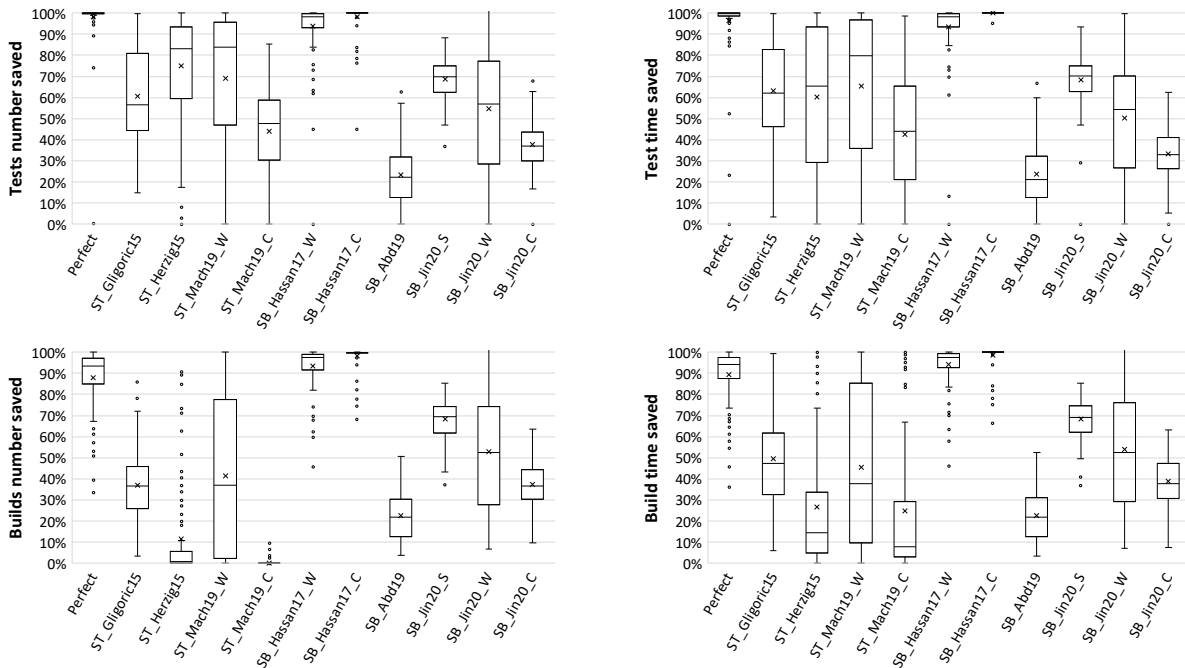 Tests number saved
100%
90%
80%
70%
60%
50%
40%
30%
20%
10%
0%
Perfect
ST_Gligoric15
ST_Herzig15
ST_Mach19_W
ST_Mach19_C
SB_Hassan17_W
SB_Hassan17_C
SB_Abd19
SB_Jin20_S
SB_Jin20_W
SB_Jin20_C
Test time saved
100%
90%
80%
70%
60%
50%
40%
30%
20%
10%
0%
Perfect
ST_Gligoric15
ST_Herzig15
ST_Mach19_W
ST_Mach19_C
SB_Hassan17_W
SB_Hassan17_C
SB_Abd19
SB_Jin20_S
SB_Jin20_W
SB_Jin20_C
Builds number saved
100%
90%
80%
70%
60%
50%
40%
30%
20%
10%
0%
Perfect
ST_Gligoric15
ST_Herzig15
ST_Mach19_W
ST_Mach19_C
SB_Hassan17_W
SB_Hassan17_C
SB_Abd19
SB_Jin20_S
SB_Jin20_W
SB_Jin20_C
Build time saved
100%
90%
80%
70%
60%
50%
40%
30%
20%
10%
0%
Perfect
ST_Gligoric15
ST_Herzig15
ST_Mach19_W
ST_Mach19_C
SB_Hassan17_W
SB_Hassan17_C
SB_Abd19
SB_Jin20_S
SB_Jin20_W
SB_Jin20_C